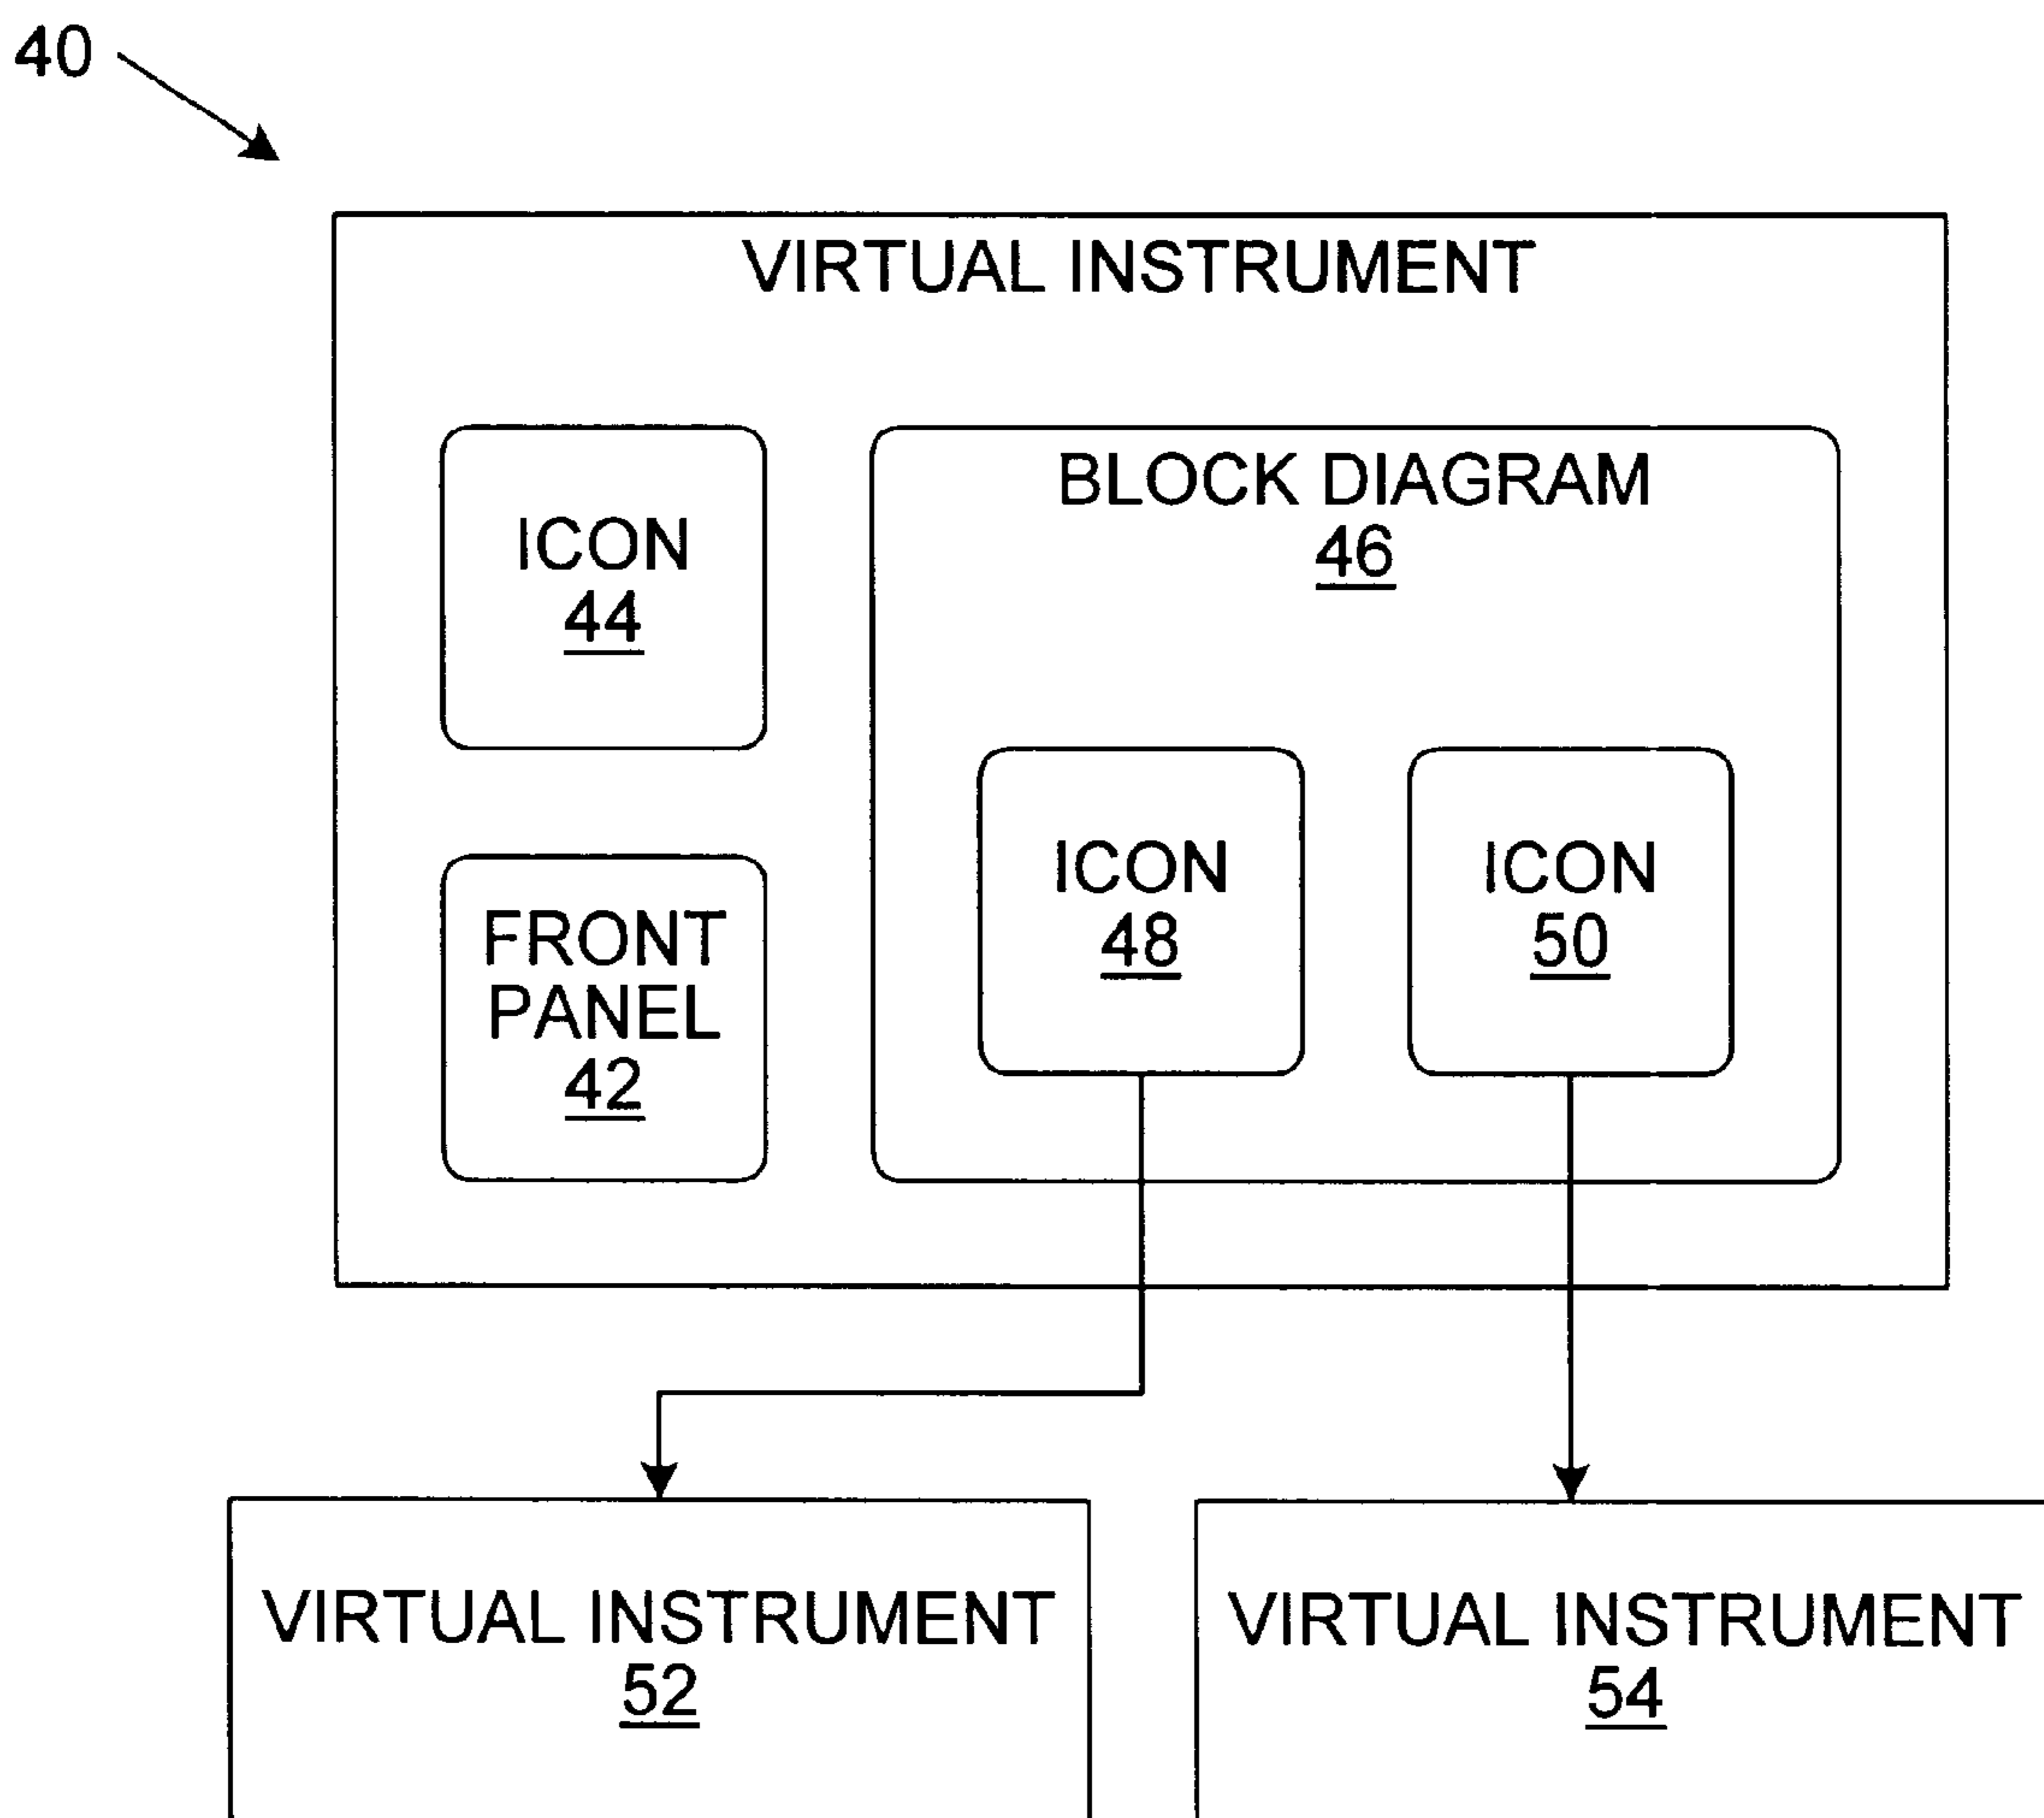 40
VIRTUAL INSTRUMENT
ICON
44
BLOCK DIAGRAM
46
FRONT
PANEL
42
ICON
48
ICON
50
VIRTUAL INSTRUMENT
52
VIRTUAL INSTRUMENT
54